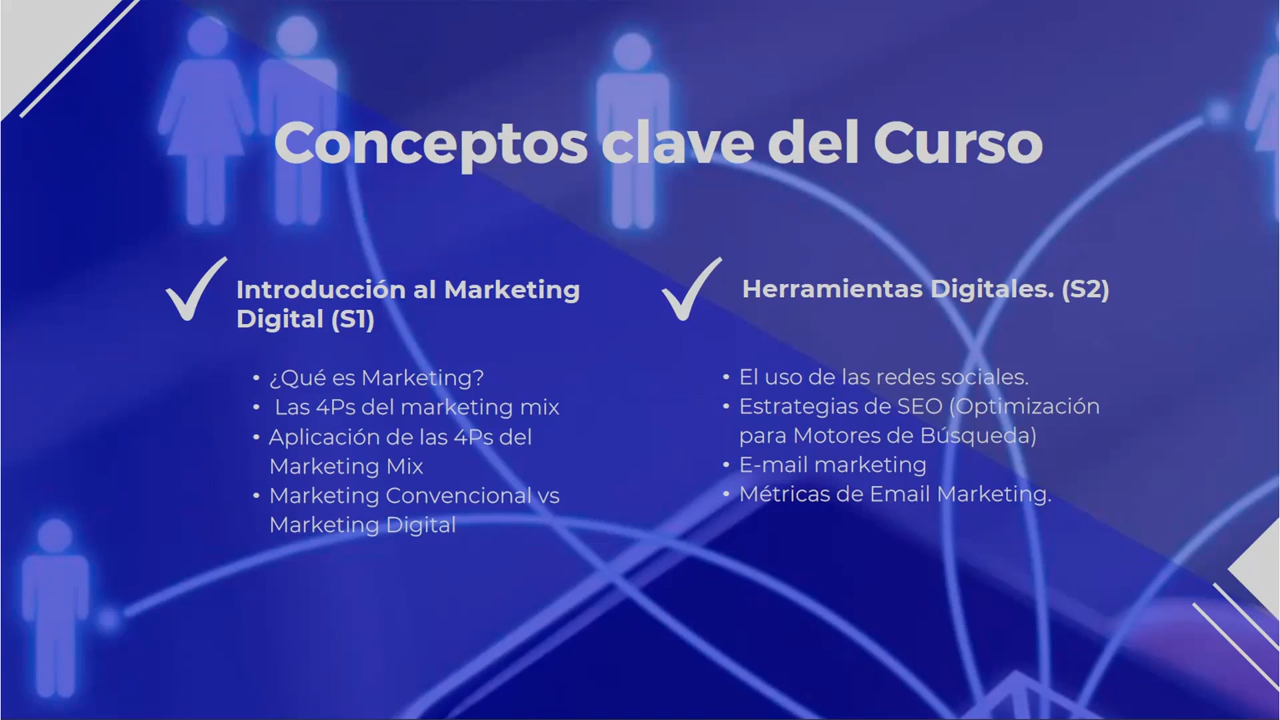 Conceptos clave del Curso
Introducción al Marketing
Digital (S1)
• ¿Qué es Marketing?
• Las 4Ps del marketing mix
• Aplicación de las 4Ps del
Marketing Mix
• Marketing Convencional vs
Marketing Digital
Herramientas Digitales. (S2)
• El uso de las redes sociales.
• Estrategias de SEO (Optimización
para Motores de Búsqueda)
• E-mail marketing
• Métricas de Email Marketing.